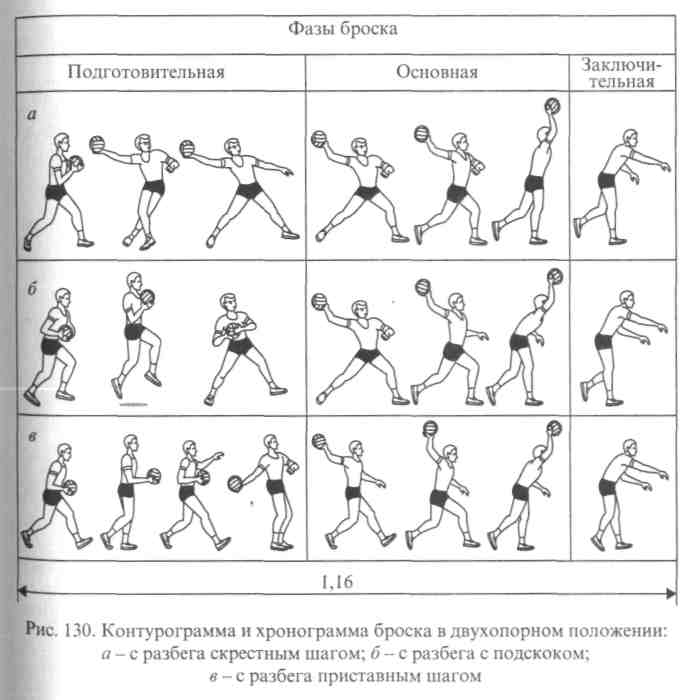 Фазы броска
Подготовительная
Основная
Заключи-
тельная
а
б
в
1,16
Рис. 130. Контурограмма и хронограмма броска в двухопорном положении:
а – с разбега скрестным шагом; б – с разбега с подскоком;
в – с разбега приставным шагом